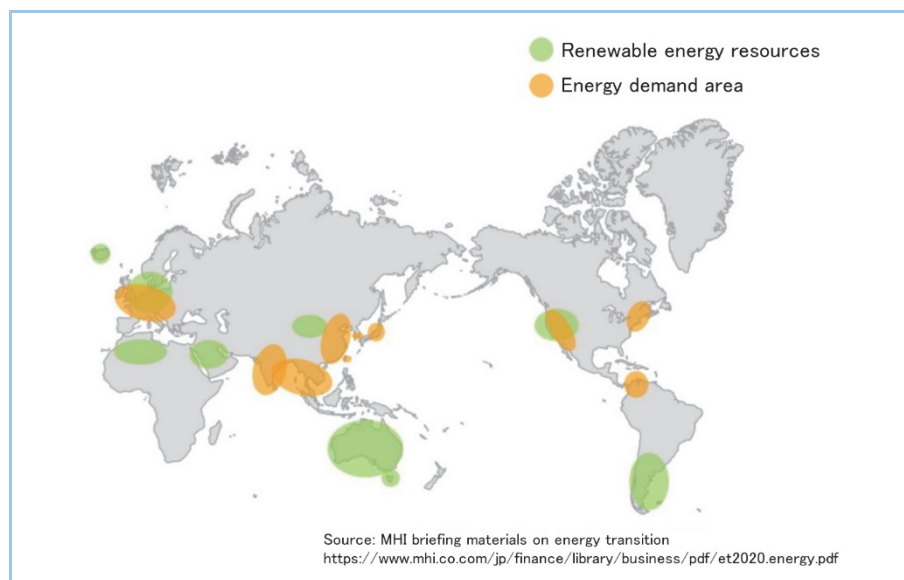 Renewable energy resources
Energy demand area
Source: MHI briefing materials on energy transition
https://www.mhi.co.com/jp/finance/library/business/pdf/et2020.energy.pdf